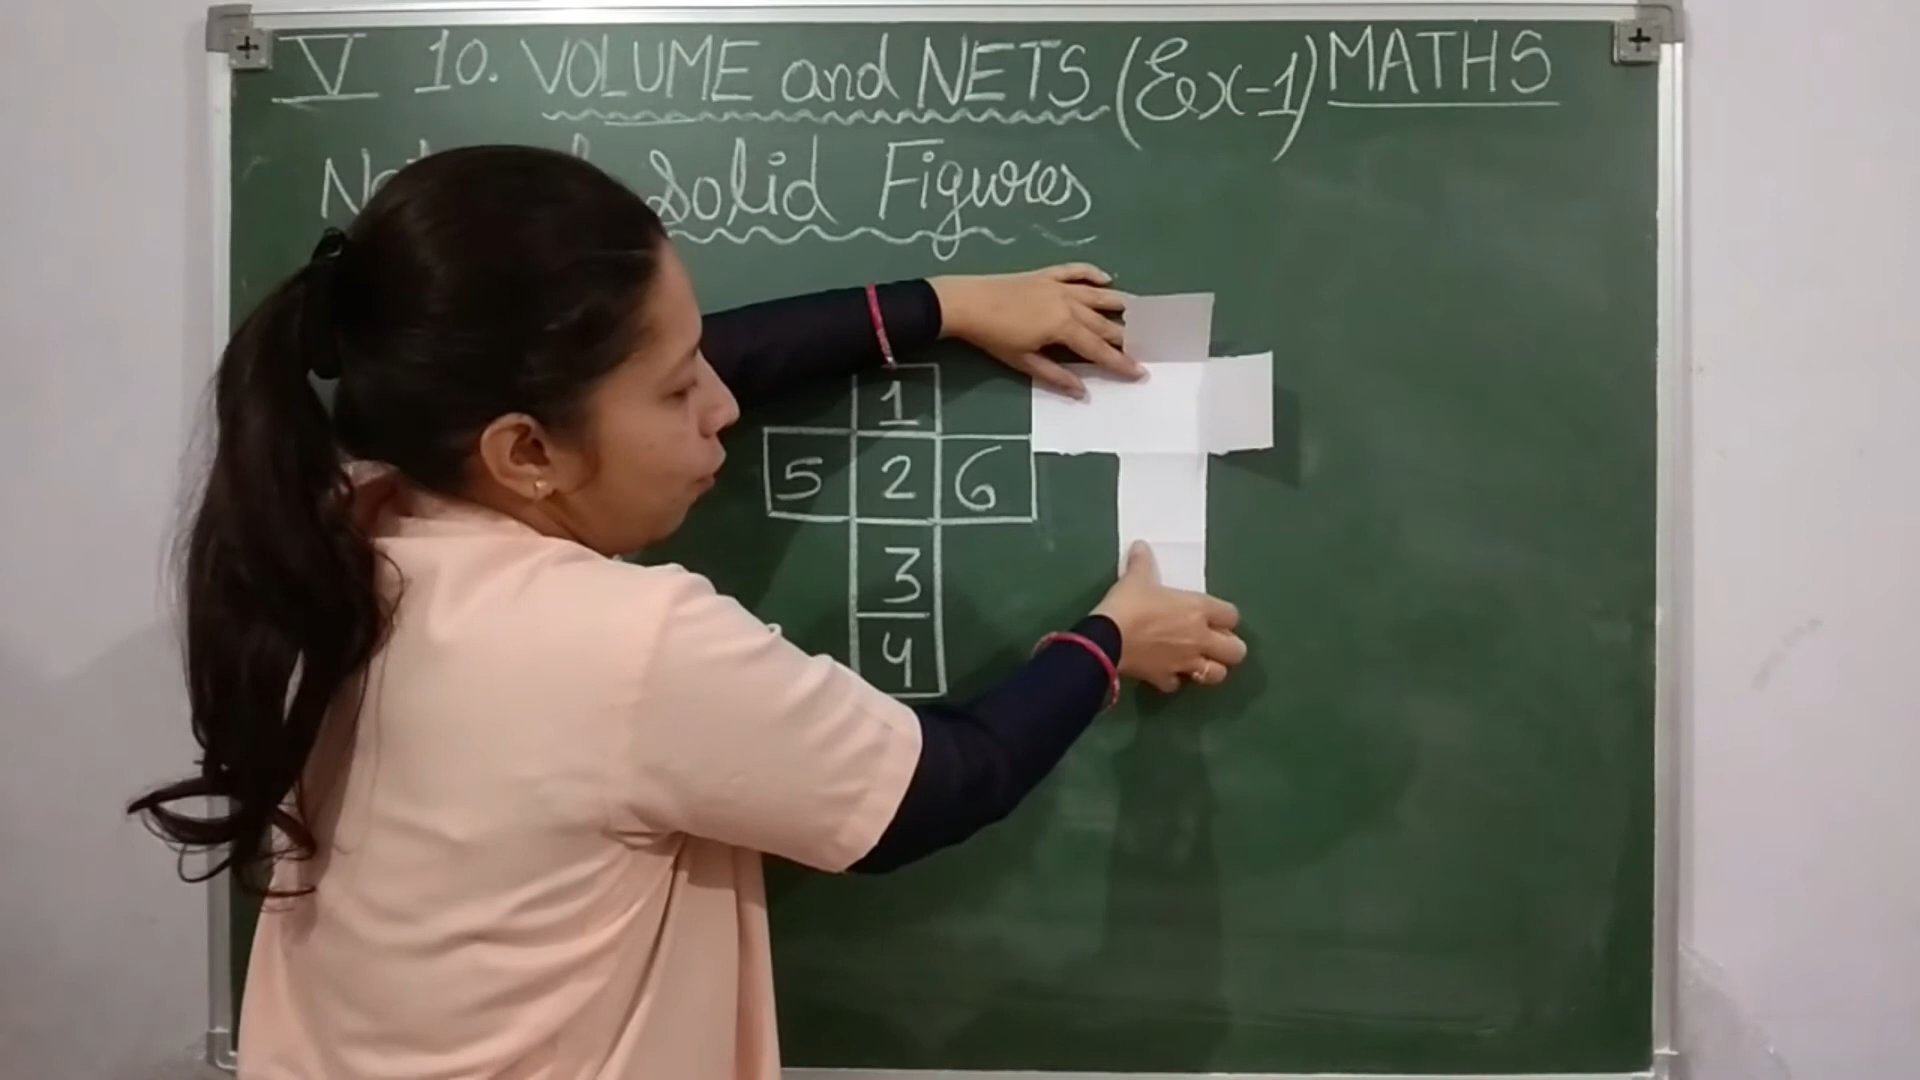 V 10. VOLUME and NETS (Ex-1) MATHS
Solid Figures
1
5 2 6
3
4